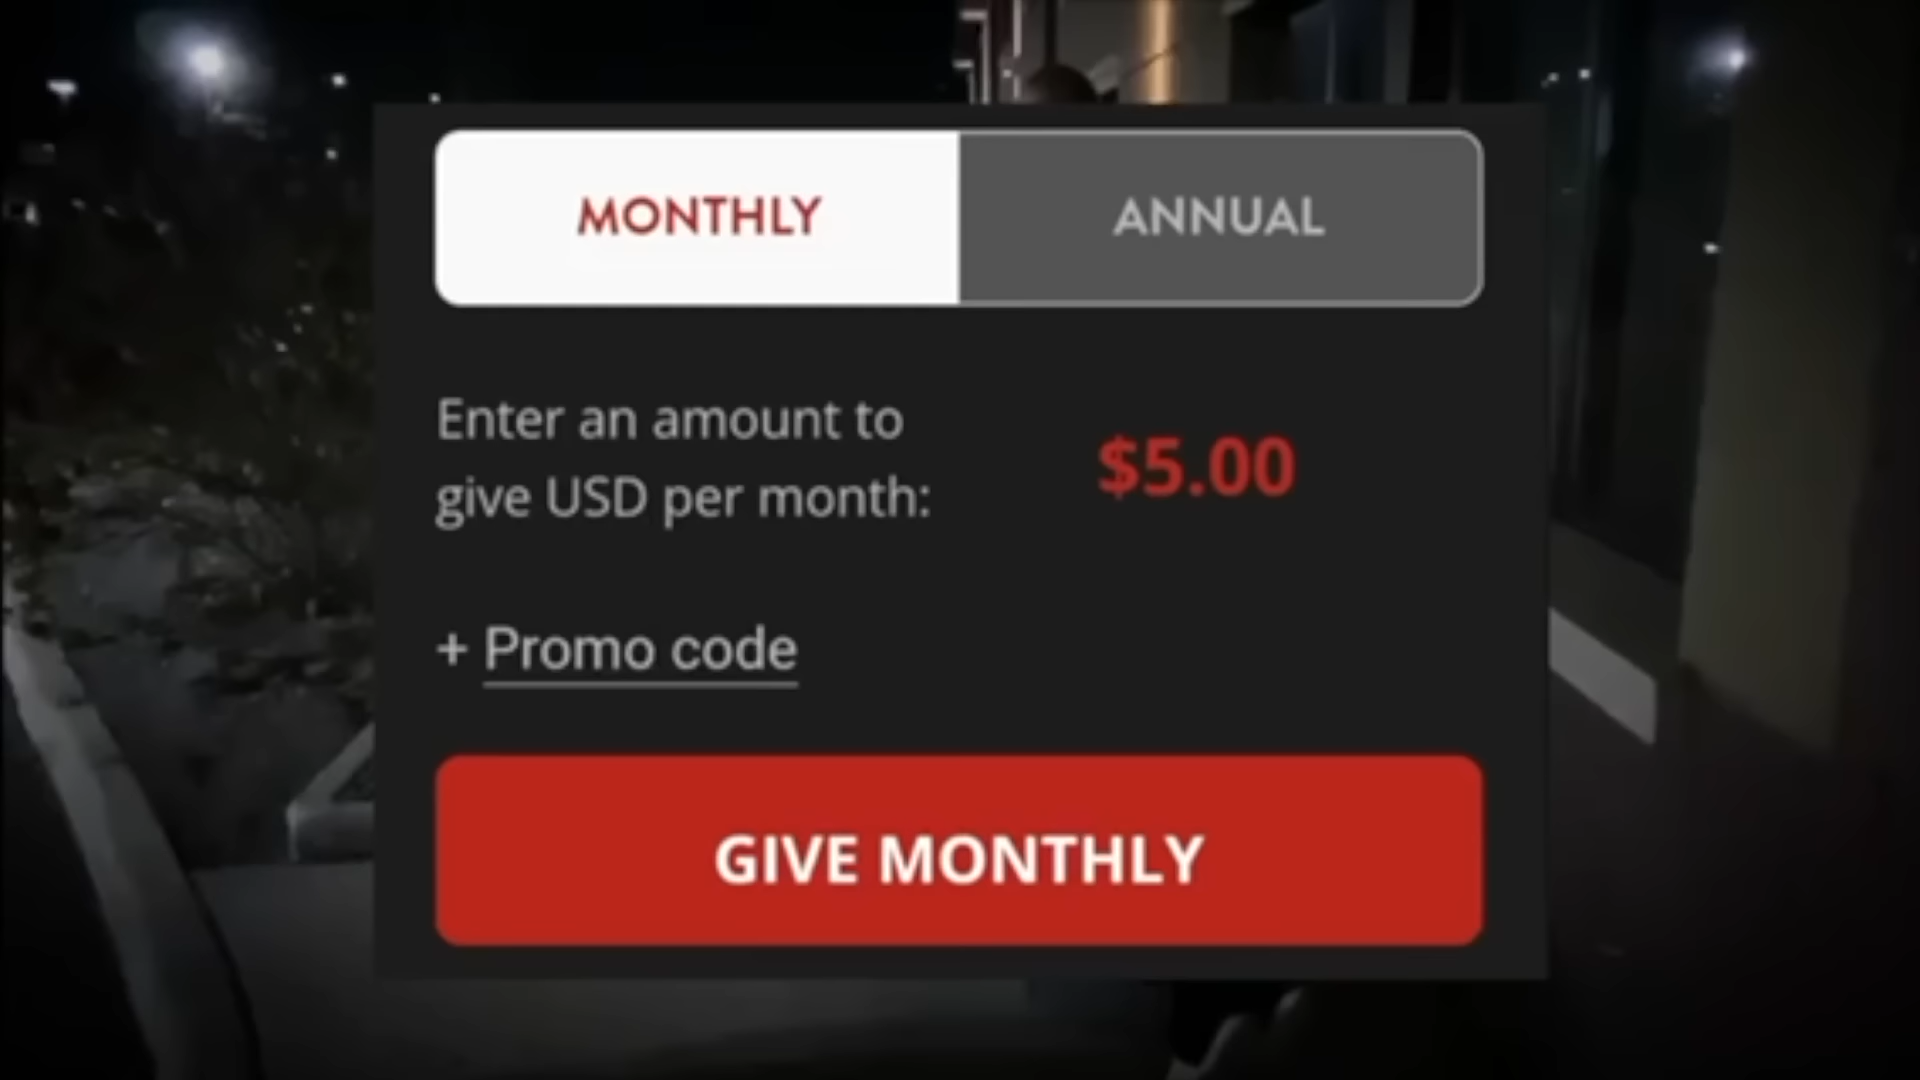 MONTHLY
ANNUAL
Enter an amount to
give USD per month:
$5.00
+ Promo code
GIVE MONTHLY